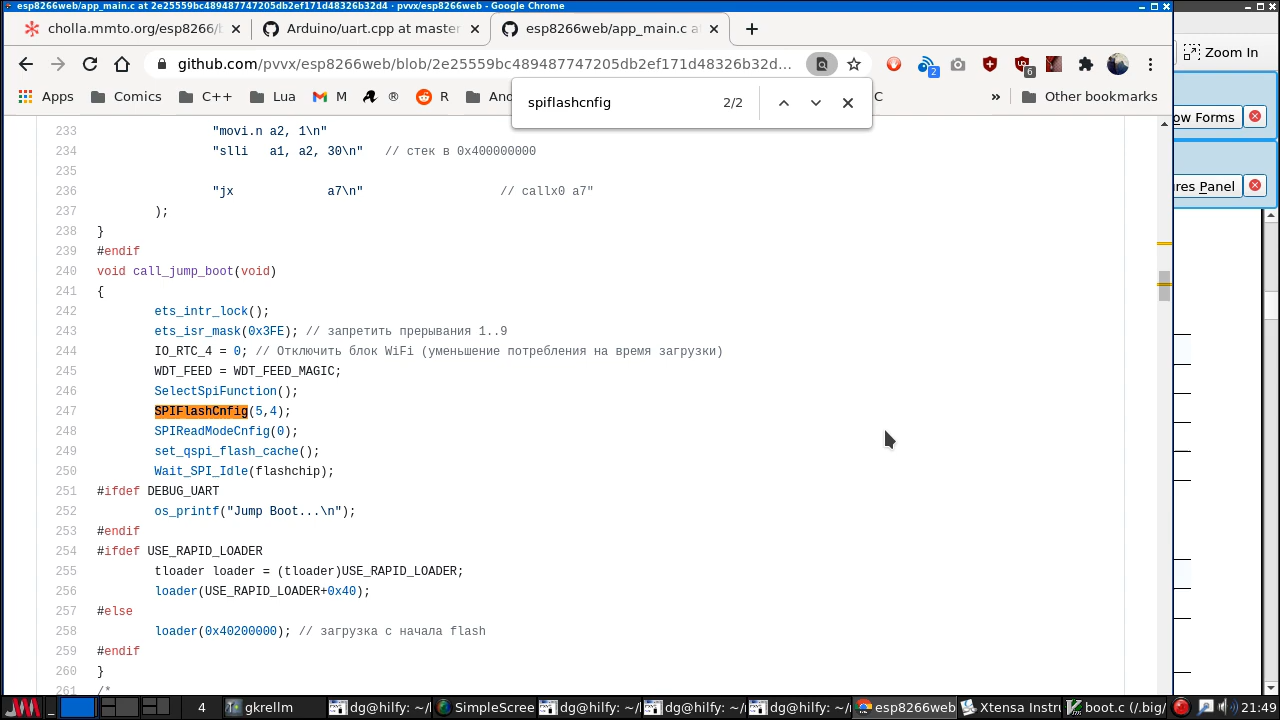 esp8266web/app_main.c at 2e25559bc489487747205db2ef171d48326b32d4 · pvvx/esp8266web - Google Chrome
cholla.mmto.org/esp8266/b
Arduino/uart.cpp at master
esp8266web/app_main.c a
github.com/pvvx/esp8266web/blob/2e25559bc489487747205db2ef171d48326b32d...
2
6
Zoom In
Apps
Comics
C++
Lua
M
®
R
And
C
»
Other bookmarks
spiflashcnfig
2/2
ow Forms
res Panel
233 "movi.n a2, 1\n"
234 "slli a1, a2, 30\n" // стек в 0x400000000
235
236 "jx a7\n" // callx0 a7"
237 );
238 }
239 #endif
240 void call_jump_boot(void)
241 {
242 ets_intr_lock();
243 ets_isr_mask(0x3FE); // запретить прерывания 1..9
244 IO_RTC_4 = 0; // Отключить блок WiFi (уменьшение потребления на время загрузки)
245 WDT_FEED = WDT_FEED_MAGIC;
246 SelectSpiFunction();
247 SPIFlashCnfig(5,4);
248 SPIReadModeCnfig(0);
249 set_qspi_flash_cache();
250 Wait_SPI_Idle(flashchip);
251 #ifdef DEBUG_UART
252 os_printf("Jump Boot...\n");
253 #endif
254 #ifdef USE_RAPID_LOADER
255 tloader loader = (tloader)USE_RAPID_LOADER;
256 loader(USE_RAPID_LOADER+0x40);
257 #else
258 loader(0x40200000); // загрузка с начала flash
259 #endif
260 }
261 /*
4
gkrellm
dg@hilfy: ~/
SimpleScree
dg@hilfy: ~/
dg@hilfy: ~/
dg@hilfy: ~/
esp8266web
Xtensa Instru
boot.c (/.big/
21:49